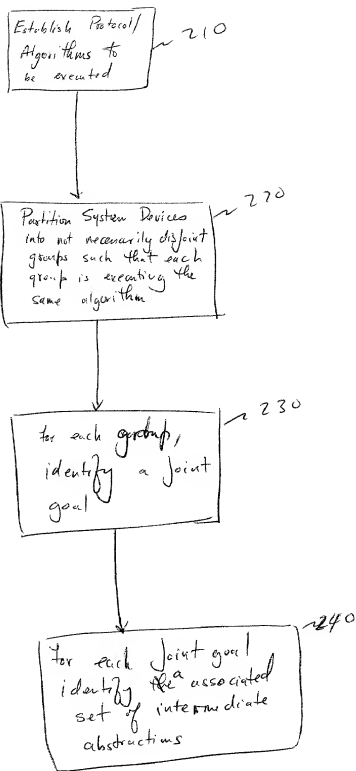 Establish Protocol/
Algorithms to
be executed
210
Partition System Devices
into not necessarily disjoint
groups such that each
group is executing the
same algorithm
220
for each group,
identify a joint
goal
230
for each joint goal
identify the a associated
set of intermediate
abstractions
240